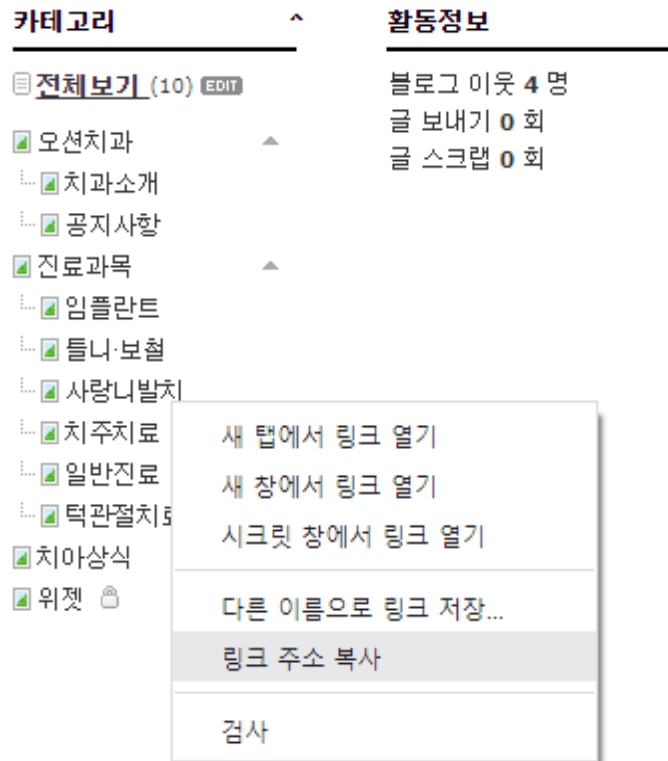 카테고리
전체보기 (10) EDIT
오션치과
치과소개
공지사항
진료과목
임플란트
틀니·보철
사랑니발치
치주치료
일반진료
턱관절치료
치아상식
위젯
활동정보
블로그 이웃 4 명
글 보내기 0 회
글 스크랩 0 회
새 탭에서 링크 열기
새 창에서 링크 열기
시크릿 창에서 링크 열기
다른 이름으로 링크 저장...
링크 주소 복사
검사